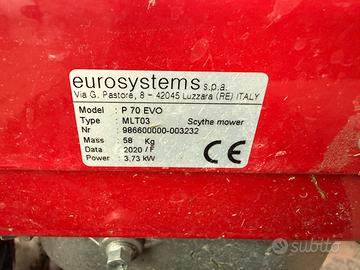 eurosystems s.p.a.
Via G. Pastore, 8 - 42045 Luzzara (RE) ITALY
Model : P 70 EVO
Type : MLT03 Scythe mower
Nr : 986600000-003232
Mass : 58 Kg
Data : 2020 / F
Power : 3,73 kW
CE
subito